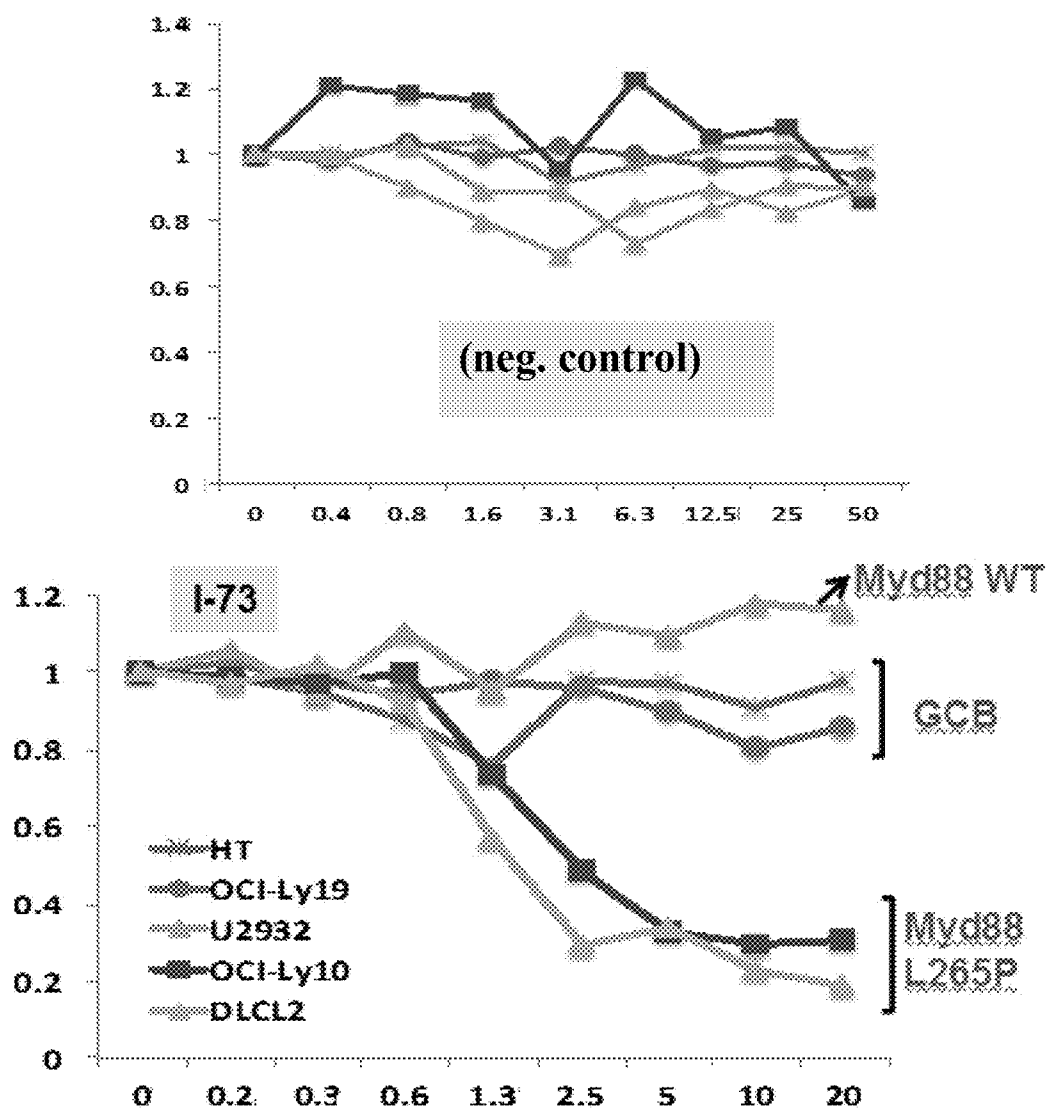 1.4
1.2
1
0.8
0.6
0.4
0.2
0
(neg. control)
0 0.4 0.8 1.6 3.1 6.3 12.5 25 50
I-73
Myd88 WT
1.2
1
0.8
0.6
0.4
0.2
0
GCB
HT
OCI-Ly19
U2932
OCI-Ly10
DLCL2
Myd88
L265P
0 0.2 0.3 0.6 1.3 2.5 5 10 20